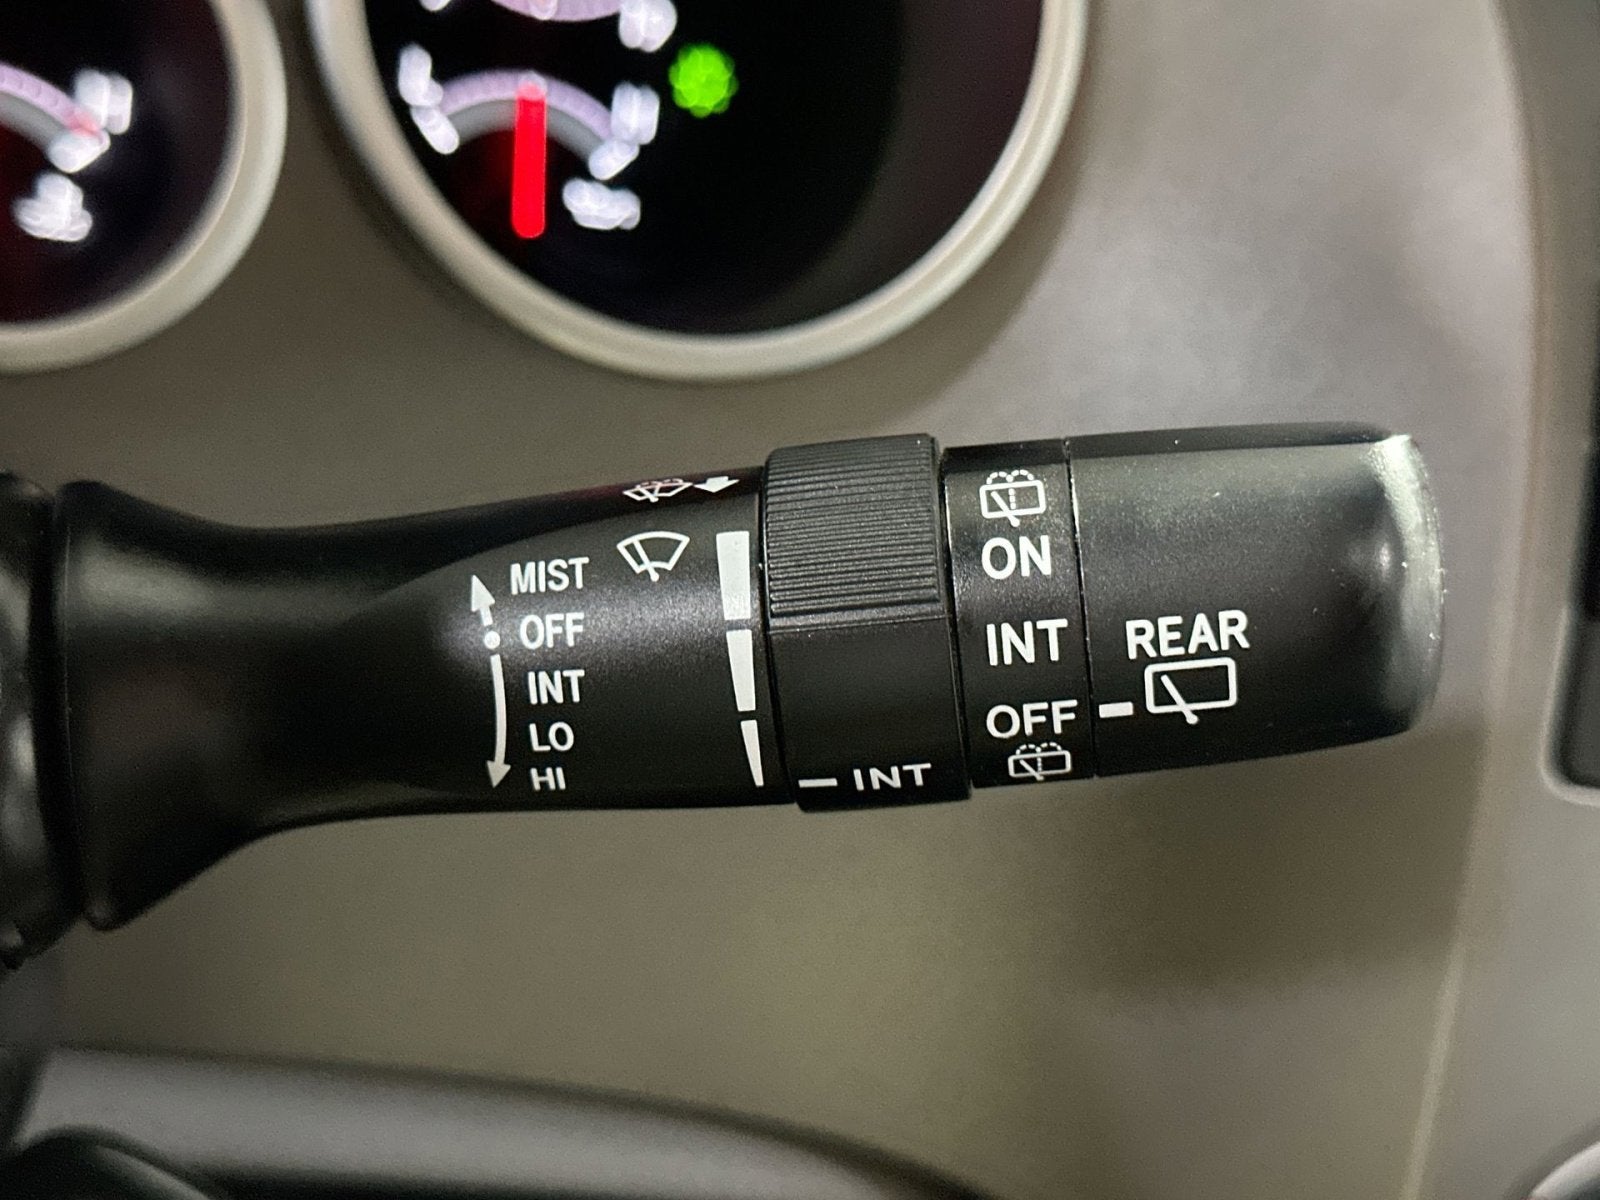 MIST
OFF
INT
LO
HI
INT
ON
INT
OFF
REAR